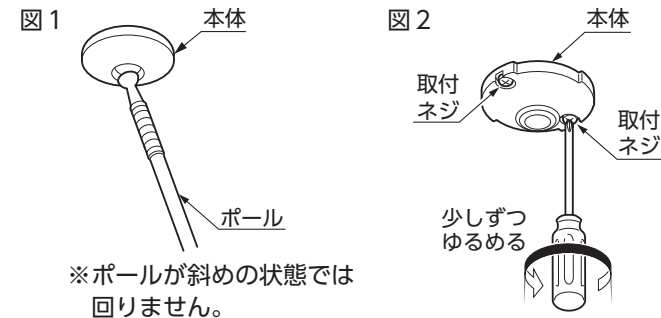 図1
本体
ポール
※ポールが斜めの状態では
回りません。
図2
本体
取付
ネジ
取付
ネジ
少しずつ
ゆるめる